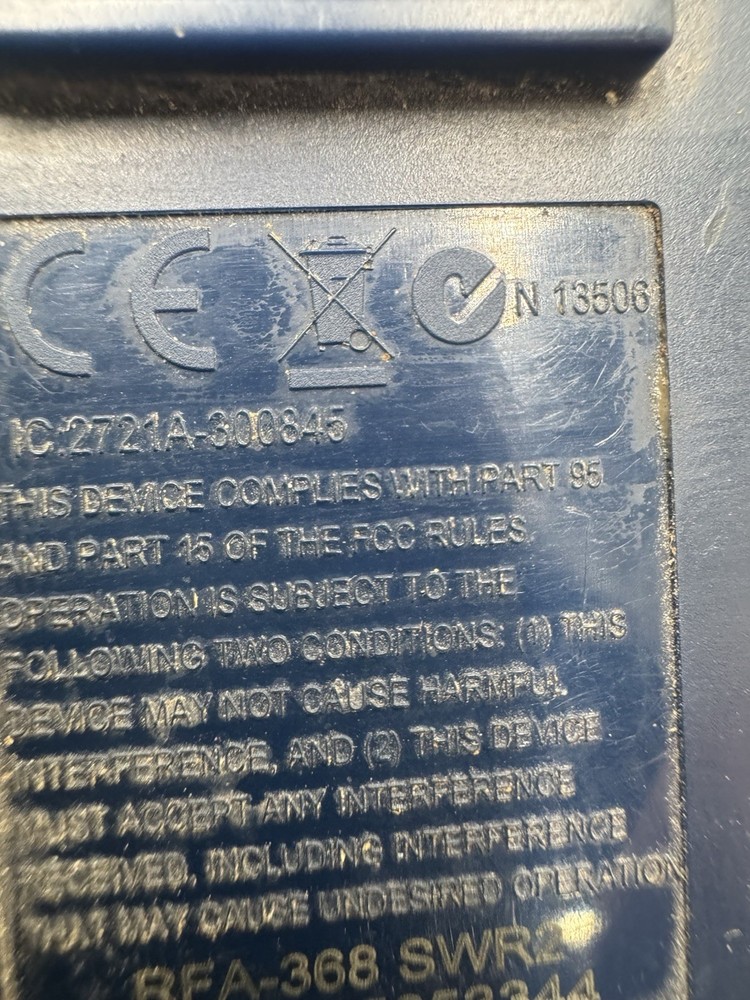 CE N 13506
IC:2721A-300845
THIS DEVICE COMPLIES WITH PART 95
AND PART 15 OF THE FCC RULES.
OPERATION IS SUBJECT TO THE
FOLLOWING TWO CONDITIONS: (1) THIS
DEVICE MAY NOT CAUSE HARMFUL
INTERFERENCE, AND (2) THIS DEVICE
MUST ACCEPT ANY INTERFERENCE
RECEIVED, INCLUDING INTERFERENCE
THAT MAY CAUSE UNDESIRED OPERATION
RFA-368 SWR2